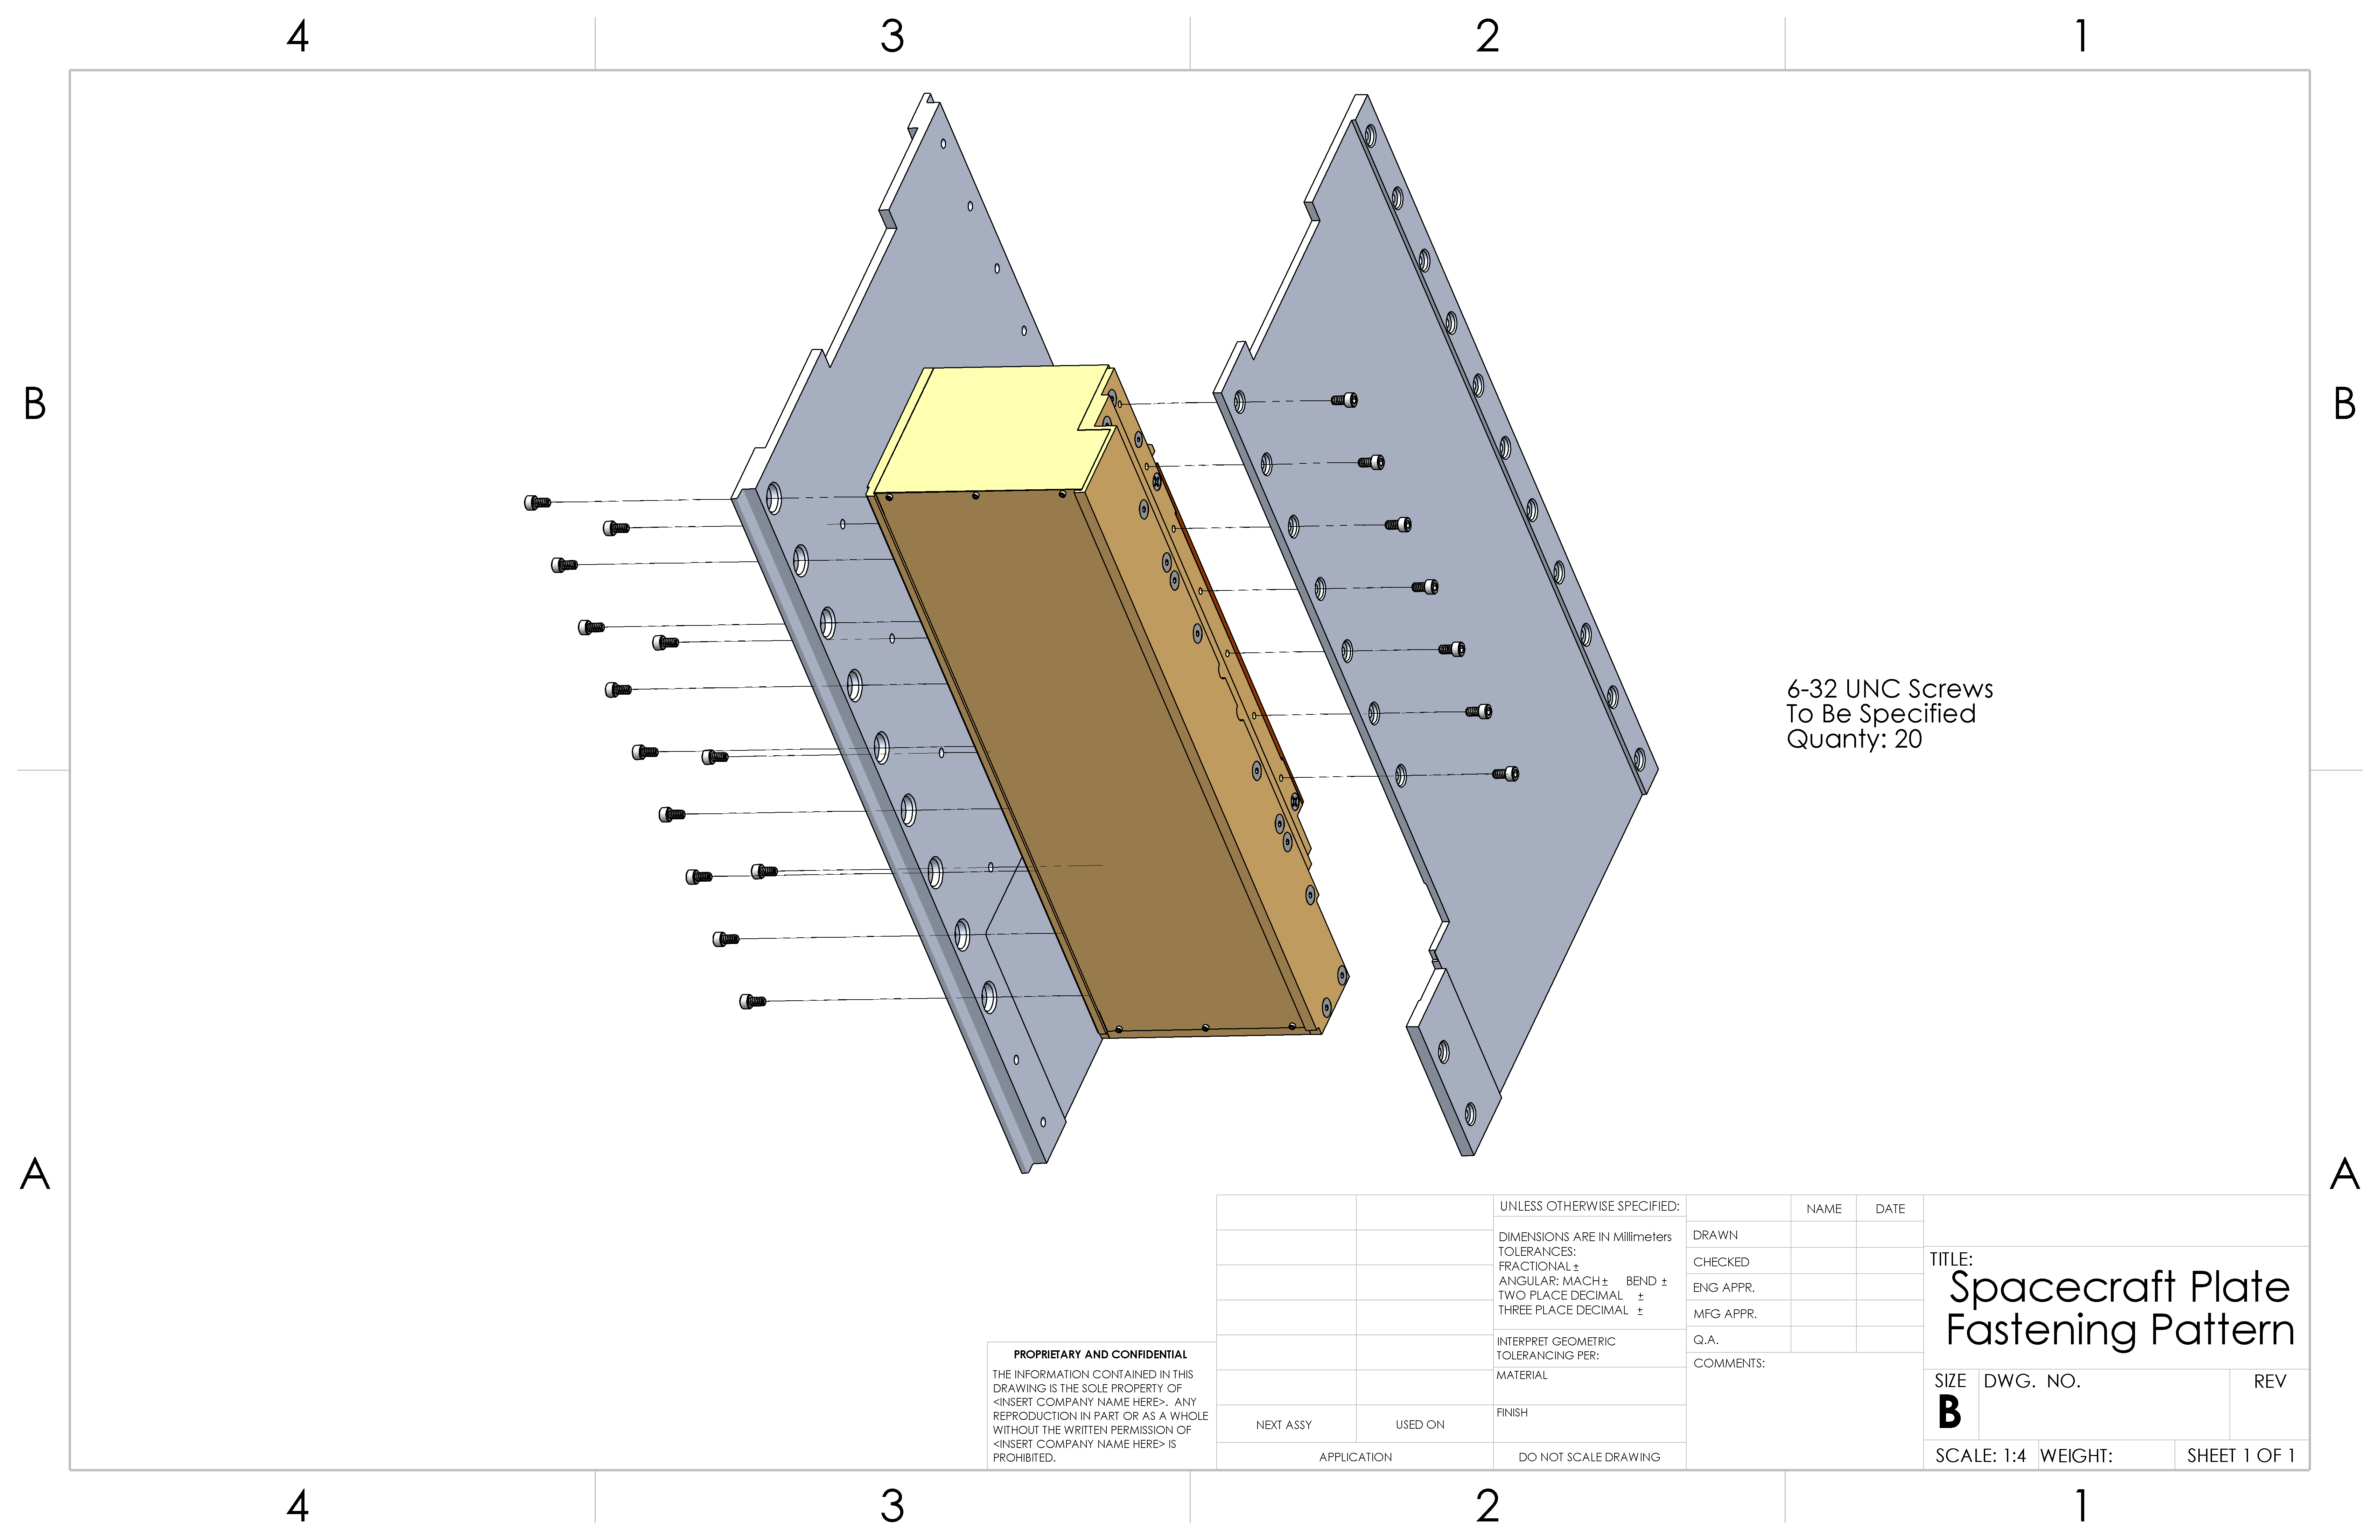 4 3 2 1
B B
6-32 UNC Screws
To Be Specified
Quanty: 20
A A
UNLESS OTHERWISE SPECIFIED:
DIMENSIONS ARE IN Millimeters
TOLERANCES:
FRACTIONAL ±
ANGULAR: MACH ± BEND ±
TWO PLACE DECIMAL ±
THREE PLACE DECIMAL ±
INTERPRET GEOMETRIC
TOLERANCING PER:
MATERIAL
FINISH
DO NOT SCALE DRAWING
NAME DATE
DRAWN
CHECKED
ENG APPR.
MFG APPR.
Q.A.
COMMENTS:
TITLE:
Spacecraft Plate
Fastening Pattern
SIZE DWG. NO. REV
B
SCALE: 1:4 WEIGHT: SHEET 1 OF 1
PROPRIETARY AND CONFIDENTIAL
THE INFORMATION CONTAINED IN THIS
DRAWING IS THE SOLE PROPERTY OF
<INSERT COMPANY NAME HERE>. ANY
REPRODUCTION IN PART OR AS A WHOLE
WITHOUT THE WRITTEN PERMISSION OF
<INSERT COMPANY NAME HERE> IS
PROHIBITED.
NEXT ASSY USED ON
APPLICATION
4 3 2 1